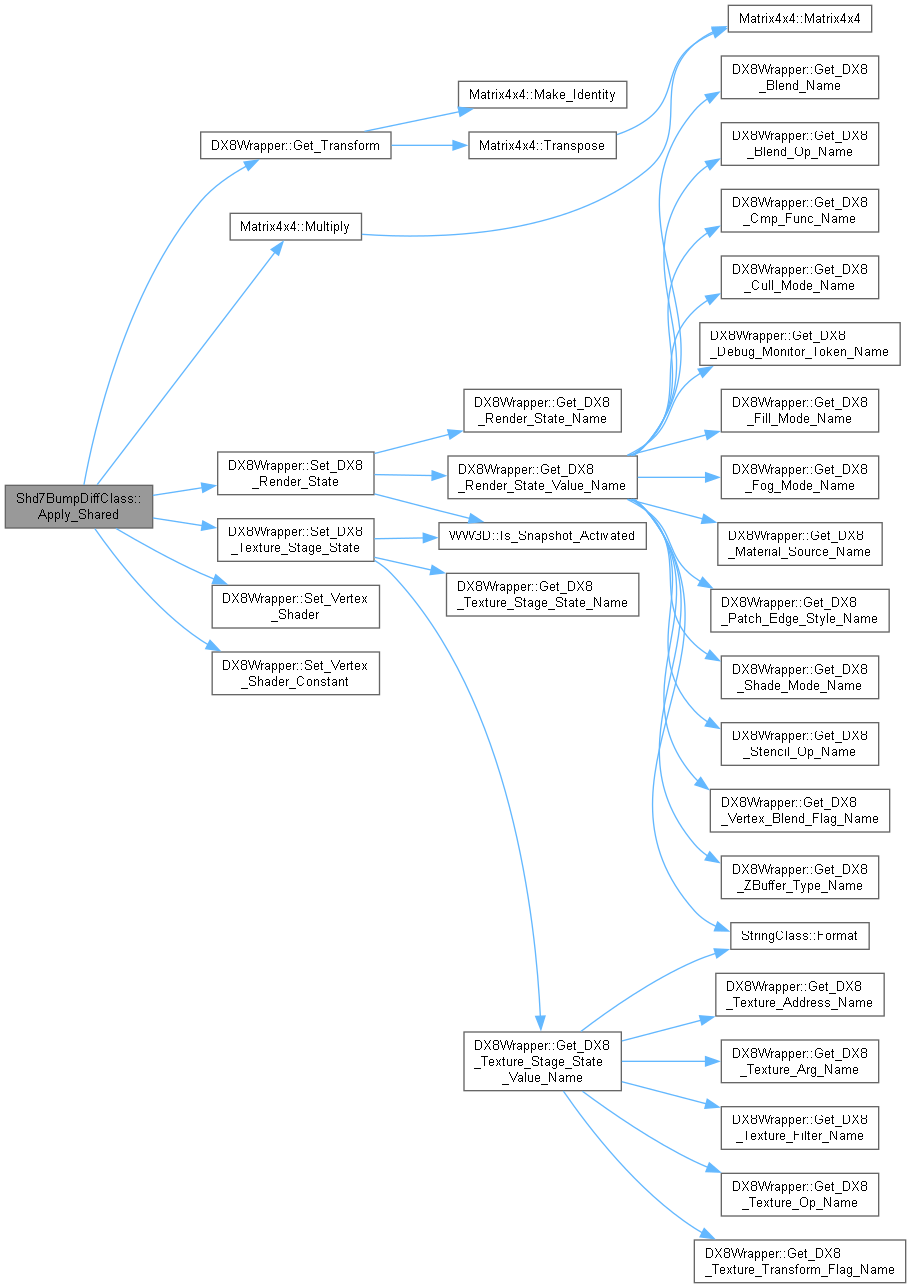 Matrix4x4::Matrix4x4
DX8Wrapper::Get_DX8
_Blend_Name
Matrix4x4::Make_Identity
DX8Wrapper::Get_Transform
Matrix4x4::Transpose
DX8Wrapper::Get_DX8
_Blend_Op_Name
DX8Wrapper::Get_DX8
_Cmp_Func_Name
Matrix4x4::Multiply
DX8Wrapper::Get_DX8
_Cull_Mode_Name
DX8Wrapper::Get_DX8
_Debug_Monitor_Token_Name
DX8Wrapper::Get_DX8
_Render_State_Name
DX8Wrapper::Get_DX8
_Fill_Mode_Name
DX8Wrapper::Set_DX8
_Render_State
DX8Wrapper::Get_DX8
_Render_State_Value_Name
DX8Wrapper::Get_DX8
_Fog_Mode_Name
Shd7BumpDiffClass::
Apply_Shared
DX8Wrapper::Set_DX8
_Texture_Stage_State
WW3D::Is_Snapshot_Activated
DX8Wrapper::Get_DX8
_Material_Source_Name
DX8Wrapper::Set_Vertex
_Shader
DX8Wrapper::Get_DX8
_Texture_Stage_State_Name
DX8Wrapper::Get_DX8
_Patch_Edge_Style_Name
DX8Wrapper::Set_Vertex
_Shader_Constant
DX8Wrapper::Get_DX8
_Shade_Mode_Name
DX8Wrapper::Get_DX8
_Stencil_Op_Name
DX8Wrapper::Get_DX8
_Vertex_Blend_Flag_Name
DX8Wrapper::Get_DX8
_ZBuffer_Type_Name
StringClass::Format
DX8Wrapper::Get_DX8
_Texture_Address_Name
DX8Wrapper::Get_DX8
_Texture_Stage_State
_Value_Name
DX8Wrapper::Get_DX8
_Texture_Arg_Name
DX8Wrapper::Get_DX8
_Texture_Filter_Name
DX8Wrapper::Get_DX8
_Texture_Op_Name
DX8Wrapper::Get_DX8
_Texture_Transform_Flag_Name